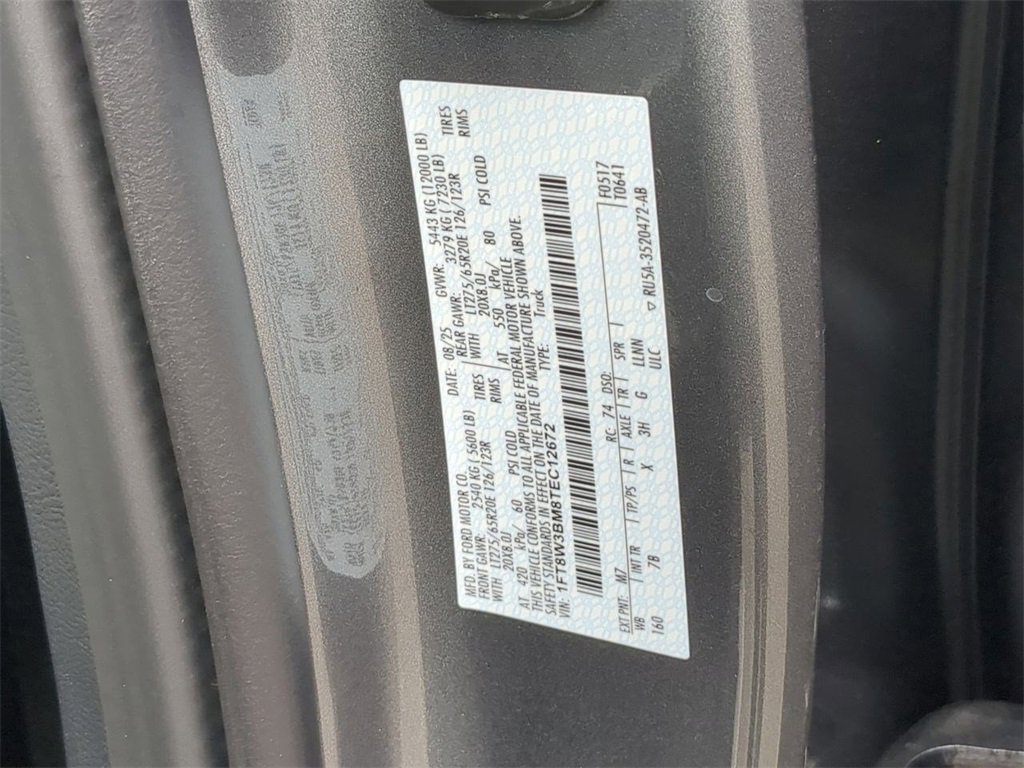 MFD. BY FORD MOTOR CO.
DATE: 08/25 GVWR: 5443 KG (12000 LB)
FRONT GAWR: 2540 KG ( 5600 LB) REAR GAWR: 3279 KG ( 7230 LB)
WITH LT275/65R20E 126/123R TIRES WITH LT275/65R20E 126/123R TIRES
20X8.0J RIMS 20X8.0J RIMS
AT 420 kPa/ 60 PSI COLD AT 550 kPa/ 80 PSI COLD
THIS VEHICLE CONFORMS TO ALL APPLICABLE FEDERAL MOTOR VEHICLE
SAFETY STANDARDS IN EFFECT ON THE DATE OF MANUFACTURE SHOWN ABOVE.
VIN: 1FT8W3BM8TEC12672 TYPE: Truck
EXT PNT: M7 RC: 74 DSO: F0517
WB INTR TP/PS R AXLE TR SPR T0641
160 7B X 3H G LLNN
ULC RU5A-3520472-AB